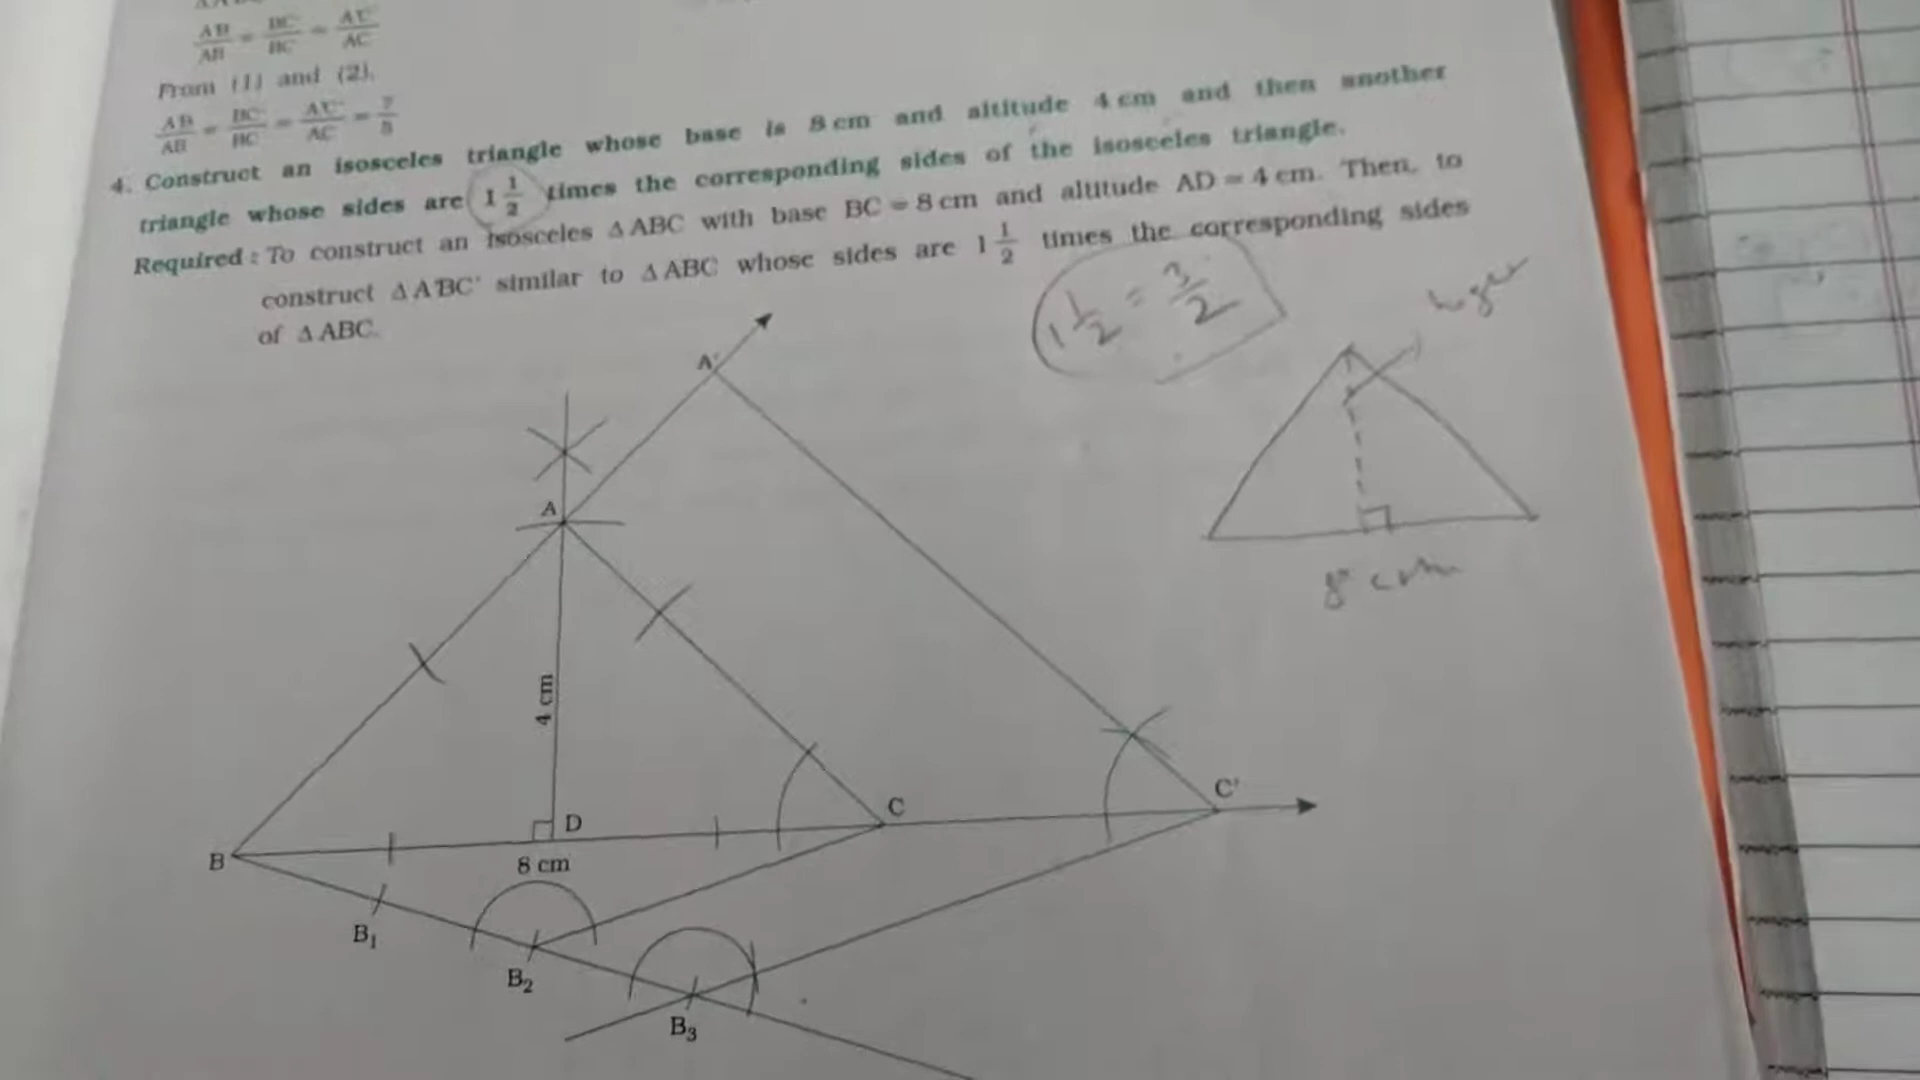 AB/AB = BC/BC = AC/AC
From (1) and (2),
AB/AB = BC/BC = AC/AC = 7/5
4. Construct an isosceles triangle whose base is 8 cm and altitude 4 cm and then another
triangle whose sides are 1 1/2 times the corresponding sides of the isosceles triangle.
Required : To construct an isosceles Δ ABC with base BC = 8 cm and altitude AD = 4 cm. Then, to
construct Δ A'BC' similar to Δ ABC whose sides are 1 1/2 times the corresponding sides
of Δ ABC.
1 1/2 = 3/2
A'
A
4 cm
8 cm
C'
C
D
B
8 cm
B1
B2
B3